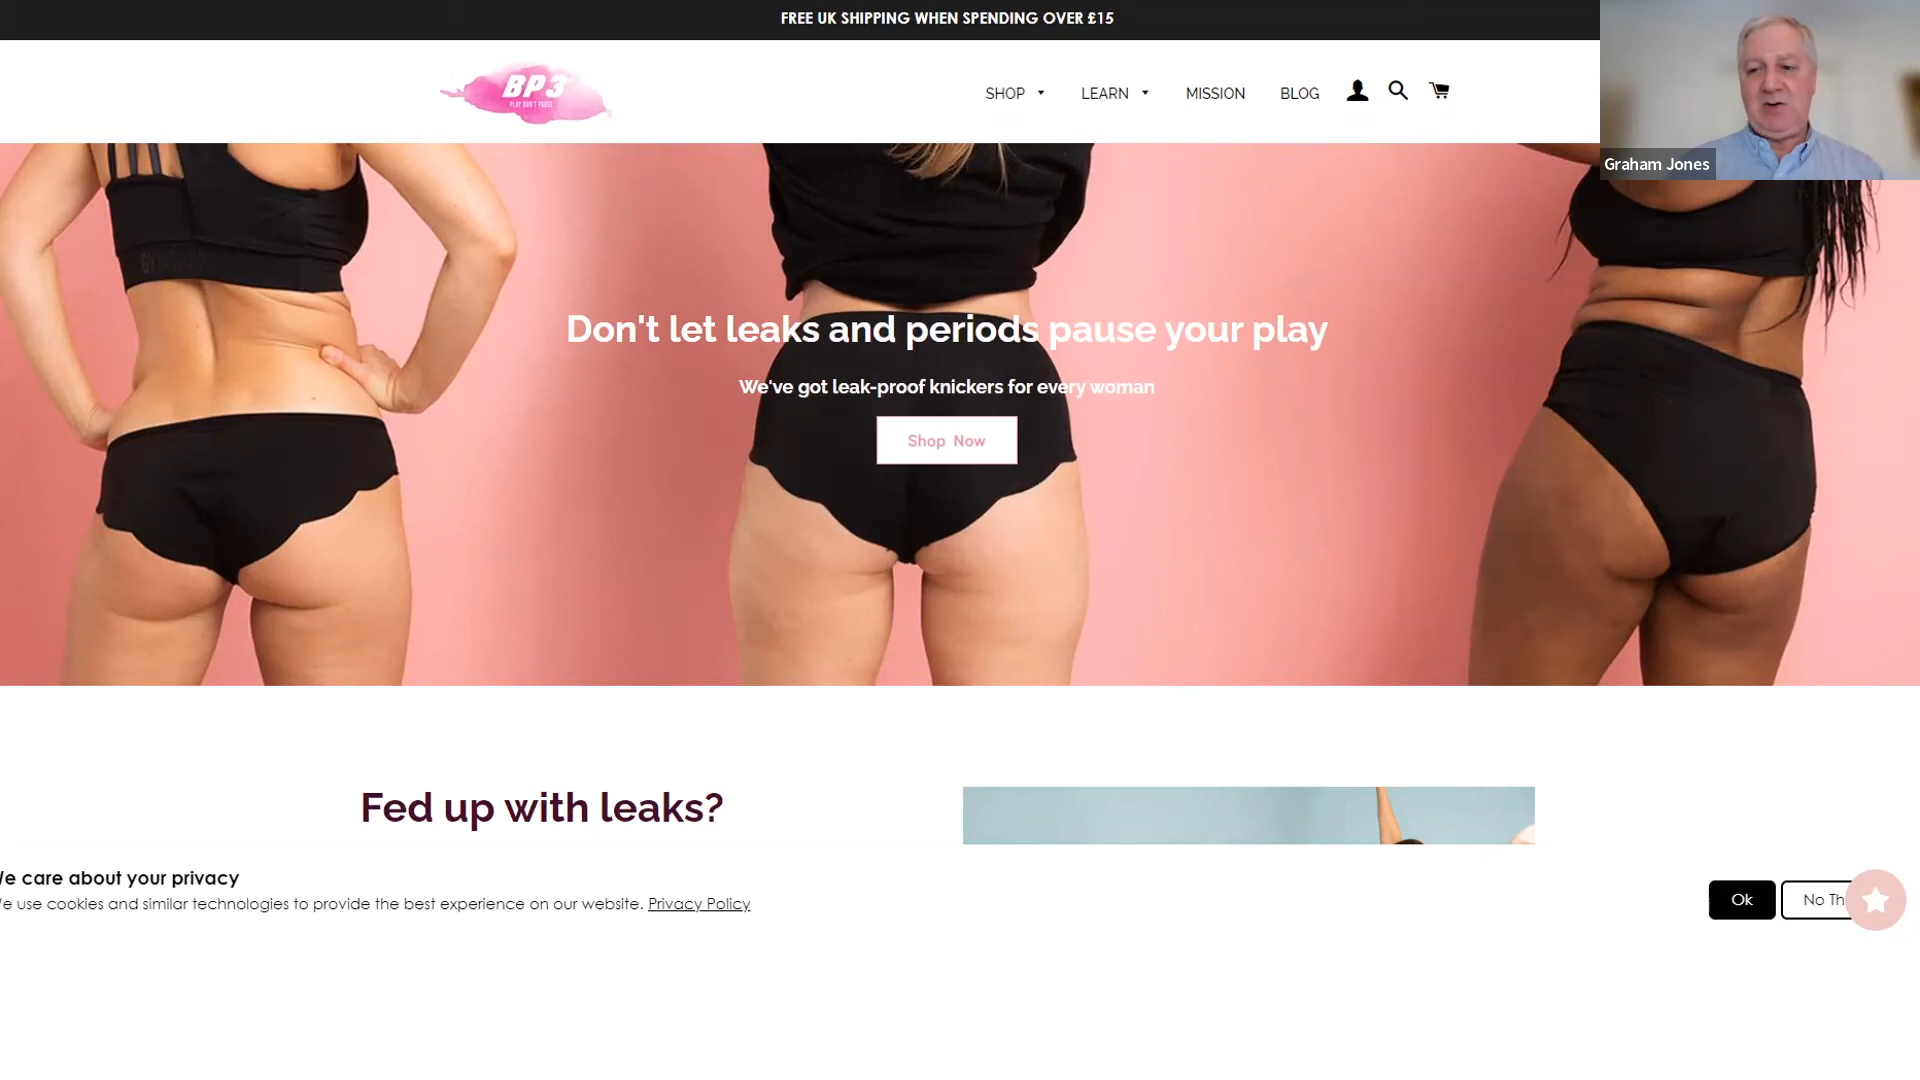 FREE UK SHIPPING WHEN SPENDING OVER £15
BP3
PLAY DON'T PAUSE
SHOP
LEARN
MISSION
BLOG
Graham Jones
Don't let leaks and periods pause your play
We've got leak-proof knickers for every woman
Shop Now
Fed up with leaks?
care about your privacy
use cookies and similar technologies to provide the best experience on our website. Privacy Policy
Ok
No